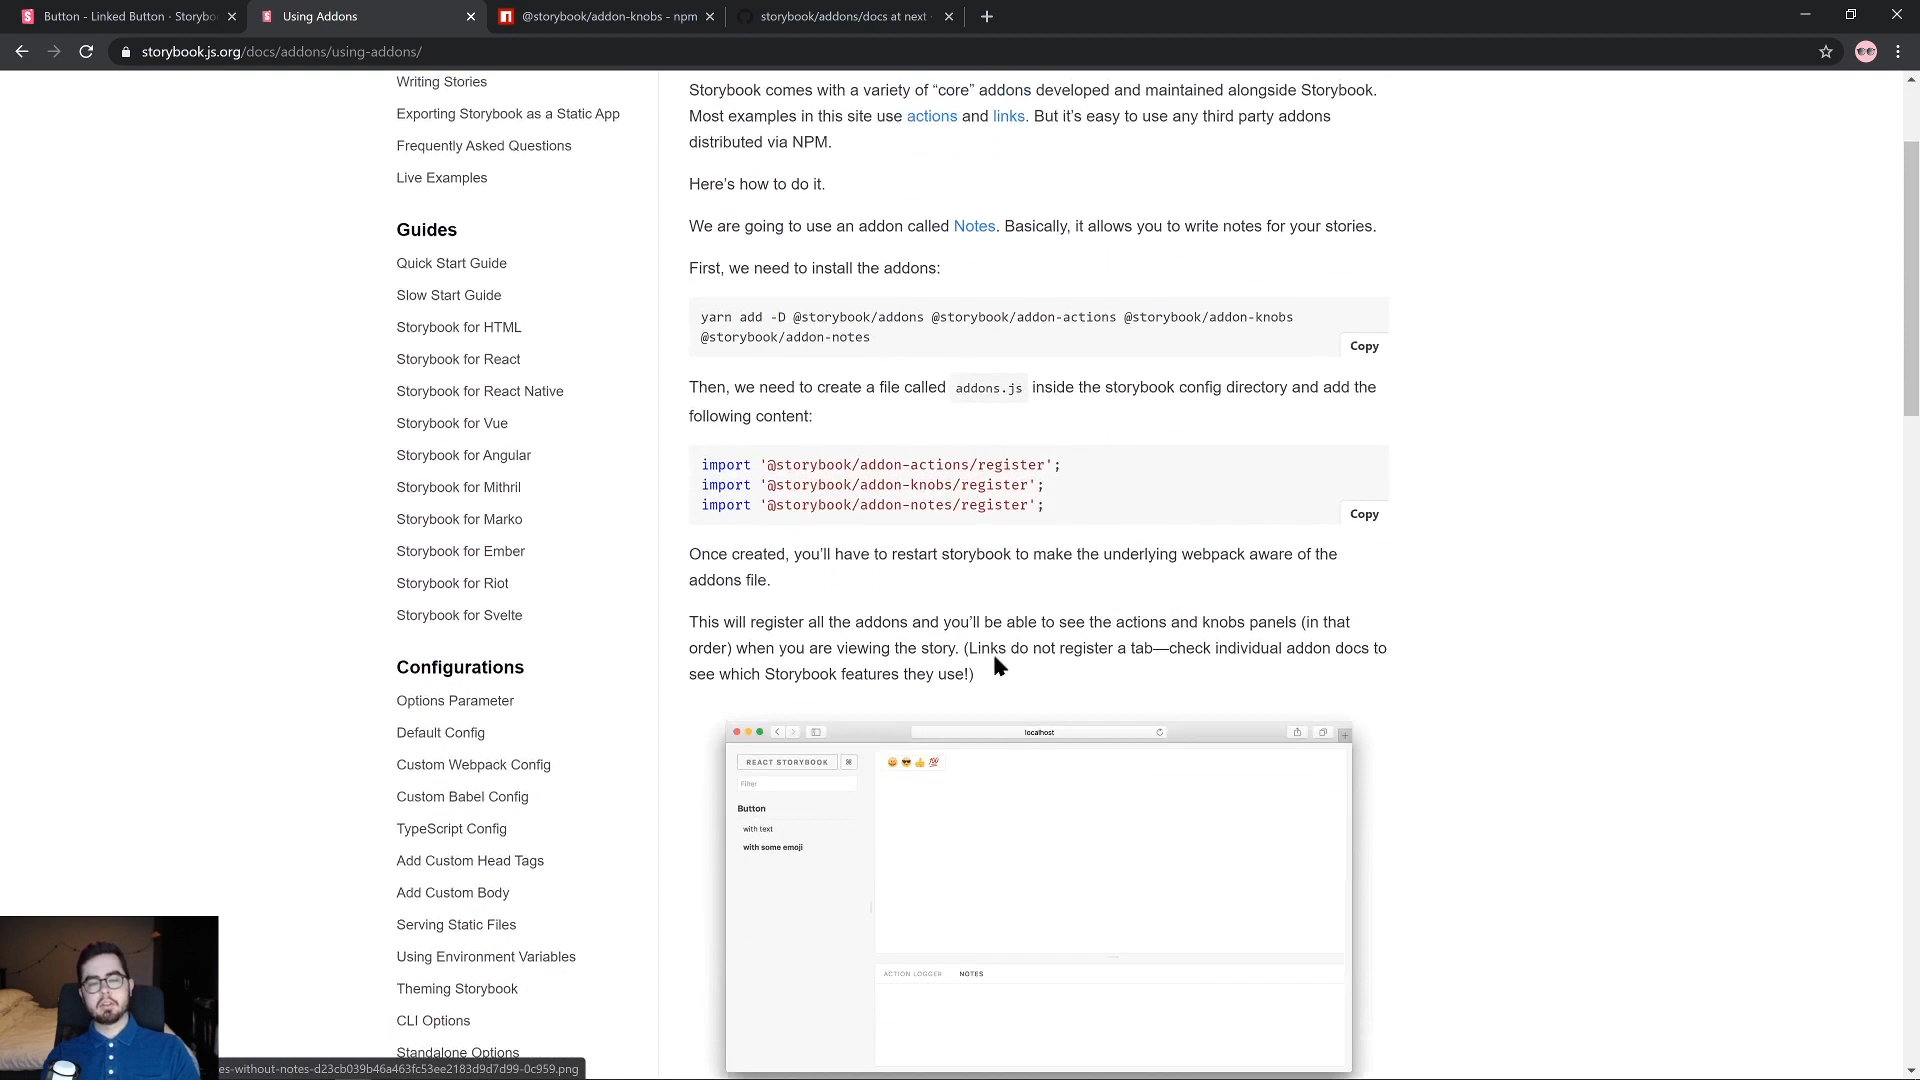 Button - Linked Button · Storybo
Using Addons
@storybook/addon-knobs - npm
storybook/addons/docs at next ·
storybook.js.org/docs/addons/using-addons/
Writing Stories
Exporting Storybook as a Static App
Frequently Asked Questions
Live Examples
Guides
Quick Start Guide
Slow Start Guide
Storybook for HTML
Storybook for React
Storybook for React Native
Storybook for Vue
Storybook for Angular
Storybook for Mithril
Storybook for Marko
Storybook for Ember
Storybook for Riot
Storybook for Svelte
Configurations
Options Parameter
Default Config
Custom Webpack Config
Custom Babel Config
TypeScript Config
Add Custom Head Tags
Add Custom Body
Serving Static Files
Using Environment Variables
Theming Storybook
CLI Options
Standalone Options
Storybook comes with a variety of “core” addons developed and maintained alongside Storybook.
Most examples in this site use actions and links. But it’s easy to use any third party addons
distributed via NPM.
Here’s how to do it.
We are going to use an addon called Notes. Basically, it allows you to write notes for your stories.
First, we need to install the addons:
yarn add -D @storybook/addons @storybook/addon-actions @storybook/addon-knobs
@storybook/addon-notes
Copy
Then, we need to create a file called addons.js inside the storybook config directory and add the
following content:
import '@storybook/addon-actions/register';
import '@storybook/addon-knobs/register';
import '@storybook/addon-notes/register';
Copy
Once created, you’ll have to restart storybook to make the underlying webpack aware of the
addons file.
This will register all the addons and you’ll be able to see the actions and knobs panels (in that
order) when you are viewing the story. (Links do not register a tab—check individual addon docs to
see which Storybook features they use!)
localhost
REACT STORYBOOK
⌘
Filter
Button
with text
with some emoji
😀 😎 👍 💯
ACTION LOGGER NOTES
es-without-notes-d23cb039b46a463fc53ee2183d9d7d99-0c959.png